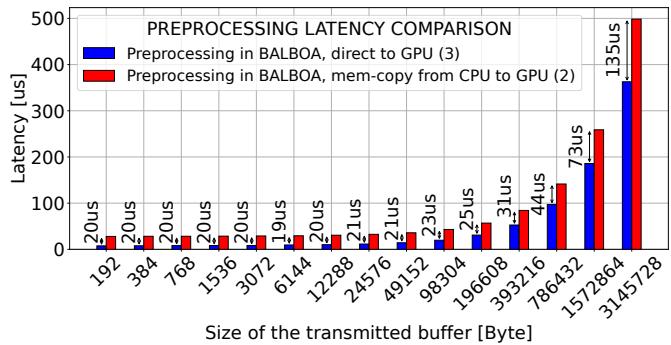 PREPROCESSING LATENCY COMPARISON
Preprocessing in BALBOA, direct to GPU (3)
Preprocessing in BALBOA, mem-copy from CPU to GPU (2)
Latency [us]
500
400
300
200
100
0
20us
20us
20us
20us
20us
19us
20us
21us
21us
23us
25us
31us
44us
73us
135us
192
384
768
1536
3072
6144
12288
24576
49152
98304
196608
393216
786432
1572864
3145728
Size of the transmitted buffer [Byte]